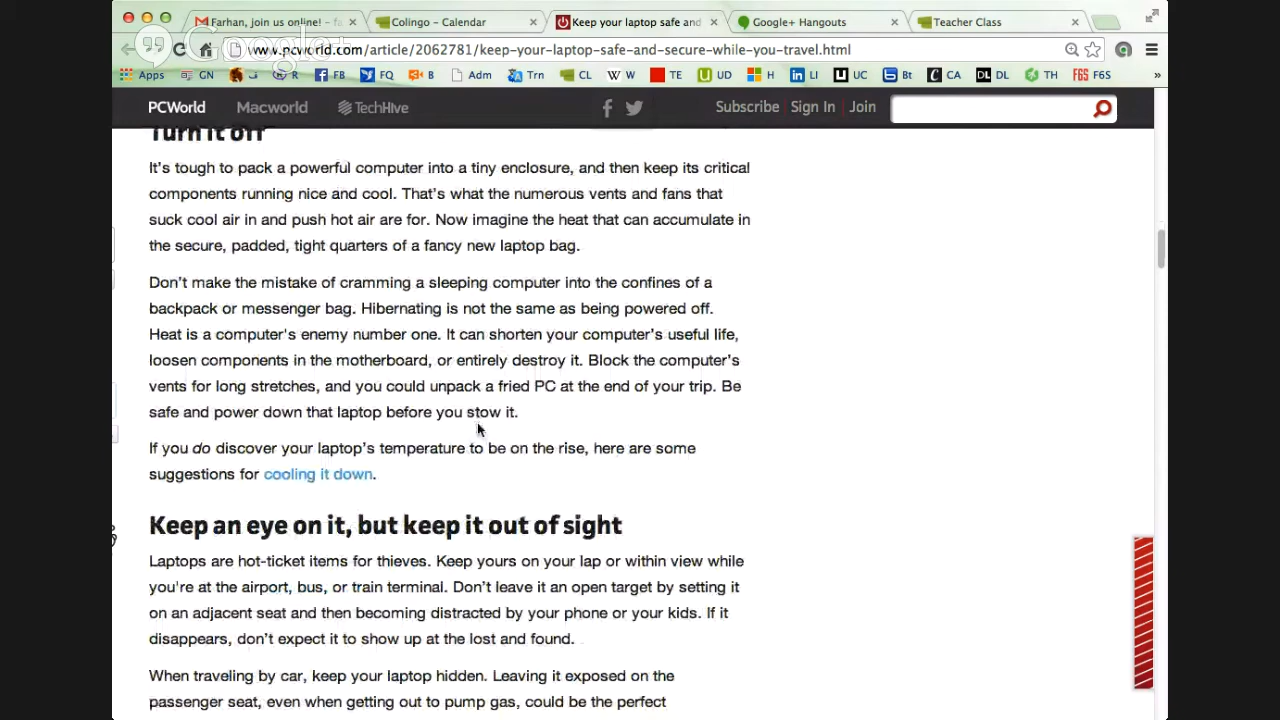 Farhan, join us online! – fa
Colingo – Calendar
Keep your laptop safe and
Google+ Hangouts
Teacher Class
Google+
www.pcworld.com/article/2062781/keep-your-laptop-safe-and-secure-while-you-travel.html
Apps GN G R FB FQ B Adm Trn CL W TE UD H LI UC Bt CA DL TH F6S »
PCWorld Macworld TechHive Subscribe Sign In Join
Turn it off
It's tough to pack a powerful computer into a tiny enclosure, and then keep its critical
components running nice and cool. That's what the numerous vents and fans that
suck cool air in and push hot air are for. Now imagine the heat that can accumulate in
the secure, padded, tight quarters of a fancy new laptop bag.
Don't make the mistake of cramming a sleeping computer into the confines of a
backpack or messenger bag. Hibernating is not the same as being powered off.
Heat is a computer's enemy number one. It can shorten your computer's useful life,
loosen components in the motherboard, or entirely destroy it. Block the computer's
vents for long stretches, and you could unpack a fried PC at the end of your trip. Be
safe and power down that laptop before you stow it.
If you do discover your laptop's temperature to be on the rise, here are some
suggestions for cooling it down.
Keep an eye on it, but keep it out of sight
Laptops are hot-ticket items for thieves. Keep yours on your lap or within view while
you're at the airport, bus, or train terminal. Don't leave it an open target by setting it
on an adjacent seat and then becoming distracted by your phone or your kids. If it
disappears, don't expect it to show up at the lost and found.
When traveling by car, keep your laptop hidden. Leaving it exposed on the
passenger seat, even when getting out to pump gas, could be the perfect